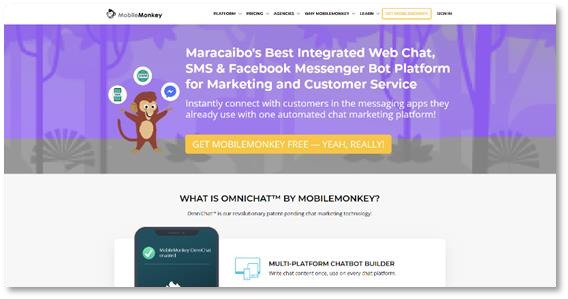 MobileMonkey
PLATFORM PRICING AGENCIES WHY MOBILEMONKEY LEARN GET MOBILEMONKEY SIGN IN
Maracaibo's Best Integrated Web Chat,
SMS & Facebook Messenger Bot Platform
for Marketing and Customer Service
Instantly connect with customers in the messaging apps they
already use with one automated chat marketing platform!
GET MOBILEMONKEY FREE — YEAH, REALLY!
WHAT IS OMNICHAT™ BY MOBILEMONKEY?
OmniChat™ is our revolutionary patent-pending chat marketing technology.
MobileMonkey OmniChat
enabled
MULTI-PLATFORM CHATBOT BUILDER
Write chat content once, use on every chat platform.